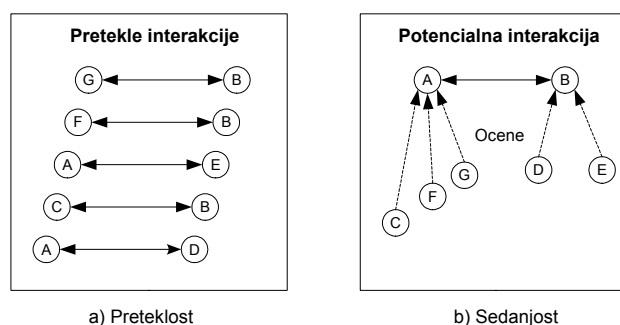 Pretekle interakcije
G B
F B
A E
C B
A D
a) Preteklost
Potencialna interakcija
A B
Ocene
G D E
F
C
b) Sedanjost